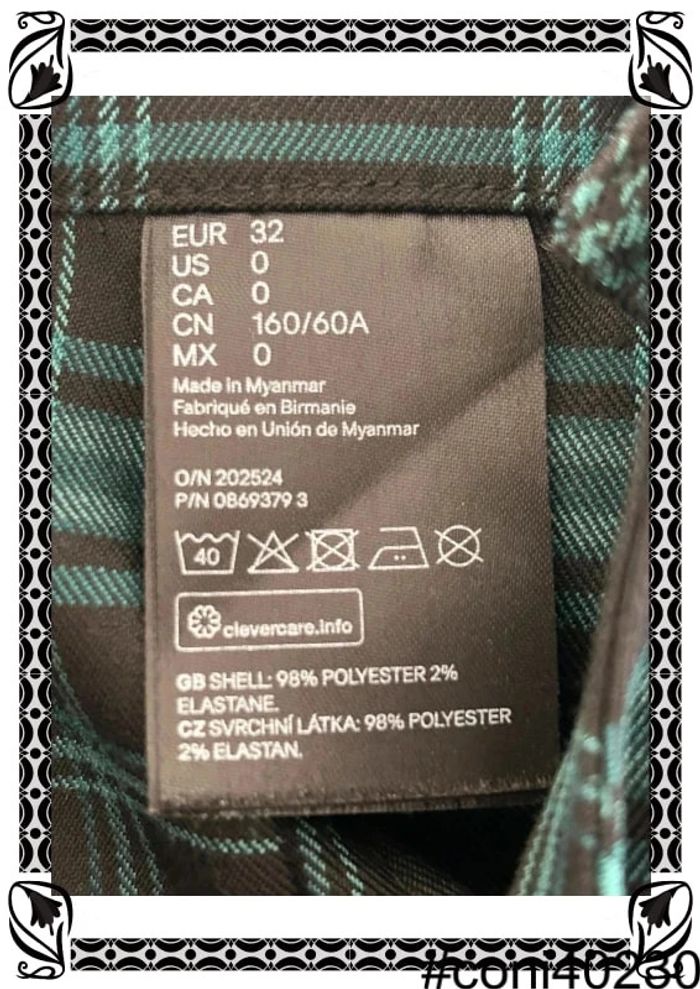 EUR 32
US 0
CA 0
CN 160/60A
MX 0
Made in Myanmar
Fabriqué en Birmanie
Hecho en Unión de Myanmar
O/N 202524
P/N 0869379 3
40
clevercare.info
GB SHELL: 98% POLYESTER 2%
ELASTANE.
CZ SVRCHNÍ LÁTKA: 98% POLYESTER
2% ELASTAN.
#comi40230